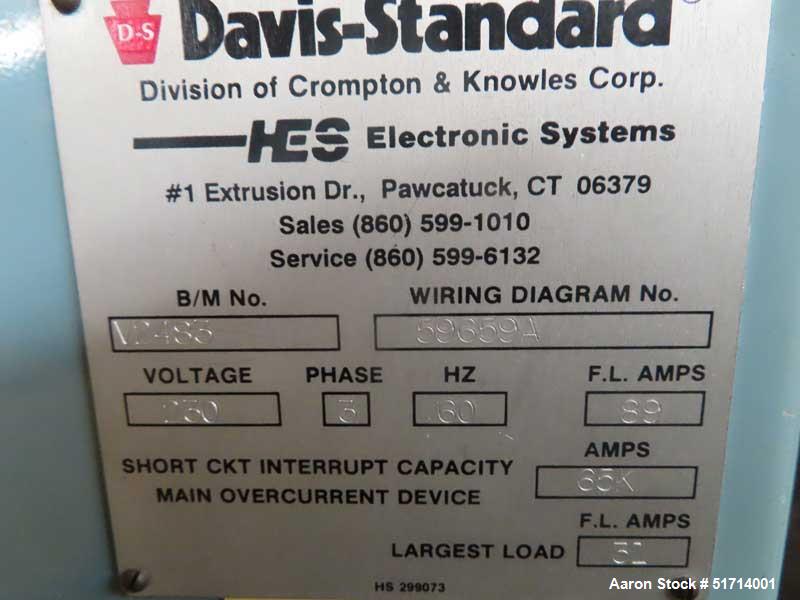 D-S Davis-Standard®
Division of Crompton & Knowles Corp.
HES Electronic Systems
#1 Extrusion Dr., Pawcatuck, CT 06379
Sales (860) 599-1010
Service (860) 599-6132
B/M No. WIRING DIAGRAM No.
59659A
VOLTAGE PHASE HZ F.L. AMPS
230 3 60 89
AMPS
SHORT CKT INTERRUPT CAPACITY 65K
MAIN OVERCURRENT DEVICE
F.L. AMPS
LARGEST LOAD
HS 299073
Aaron Stock # 51714001